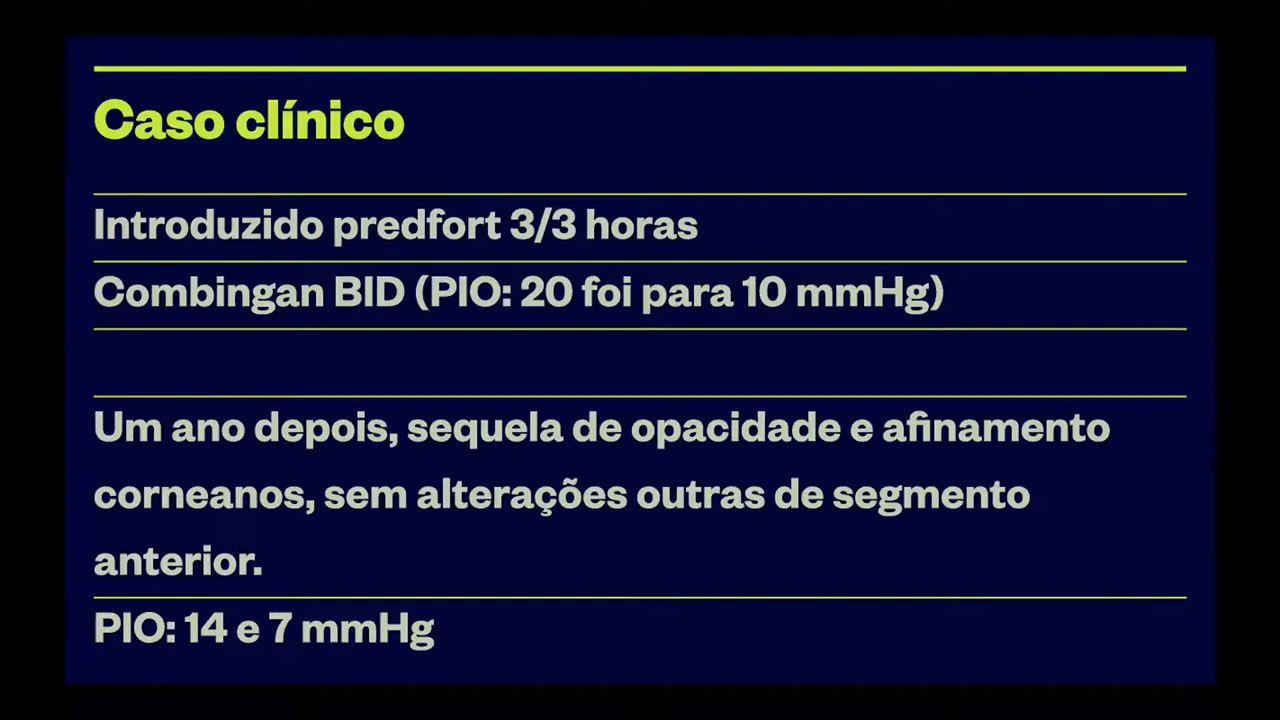 Caso clínico
Introduzido predfort 3/3 horas
Combingan BID (PIO: 20 foi para 10 mmHg)
Um ano depois, sequela de opacidade e afinamento
corneanos, sem alterações outras de segmento
anterior.
PIO: 14 e 7 mmHg